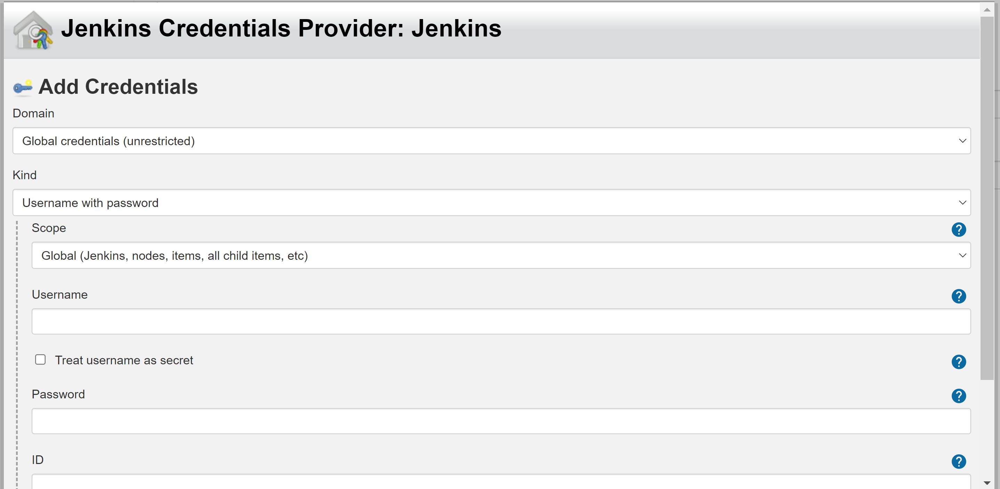 Jenkins Credentials Provider: Jenkins
Add Credentials
Domain
Global credentials (unrestricted)
Kind
Username with password
Scope
?
Global (Jenkins, nodes, items, all child items, etc)
Username
?
Treat username as secret
?
Password
?
ID
?